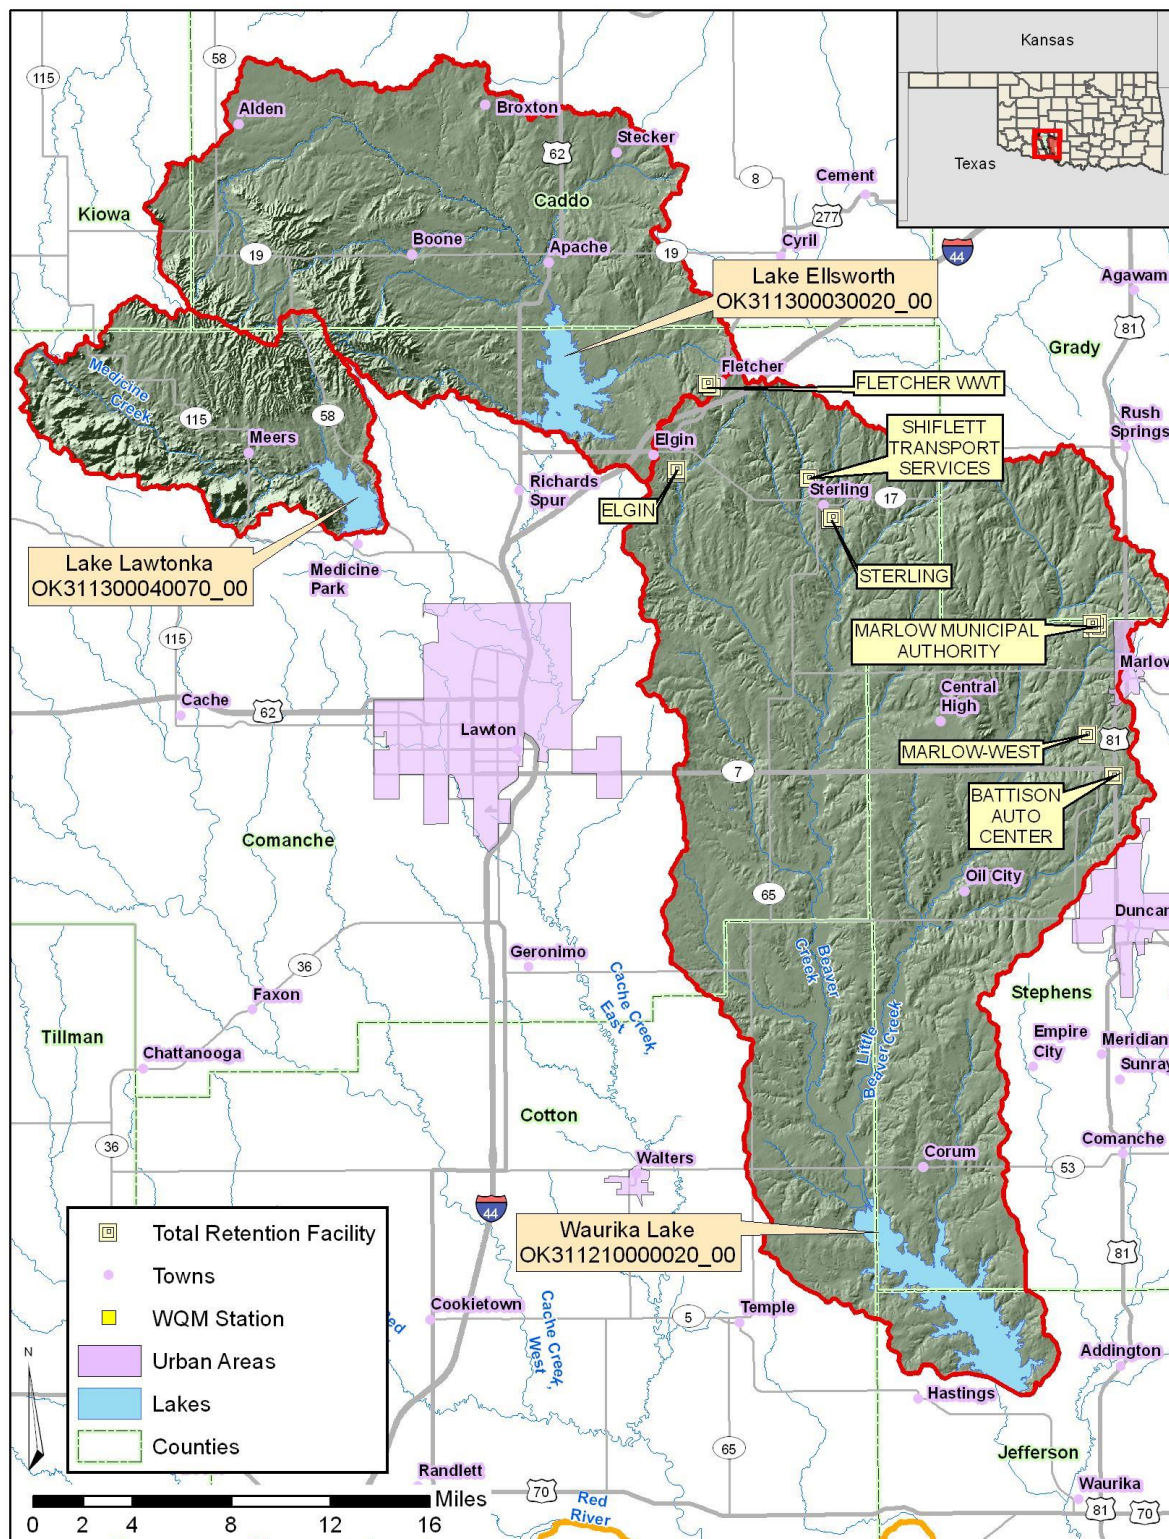 Kansas
Texas
58
115
Alden
Broxton
Stecker
62
8
Cement
277
Kiowa
Caddo
Cyril
19
Boone
Apache
19
44
Lake Ellsworth
OK311300030020_00
Agawam
81
Grady
Fletcher
FLETCHER WWT
Medicine
Creek
115
58
Meers
Elgin
SHIFLETT
TRANSPORT
SERVICES
Rush
Springs
Richards
Spur
ELGIN
Sterling
17
STERLING
Lake Lawtonka
OK311300040070_00
Medicine
Park
115
MARLOW MUNICIPAL
AUTHORITY
Marlow
Cache
62
Central
High
Lawton
MARLOW-WEST
81
7
BATTISON
AUTO
CENTER
Comanche
65
Oil City
Duncan
Geronimo
36
Faxon
Cache Creek,
East
Beaver
Creek
Little
Beaver Creek
Stephens
Tillman
Chattanooga
Empire
City
Meridian
Sunray
Cotton
36
Walters
Corum
53
Comanche
44
Waurika Lake
OK311210000020_00
81
Total Retention Facility
Towns
WQM Station
Urban Areas
Lakes
Counties
N
Cookietown
Cache Creek,
West
5
Temple
Addington
Hastings
65
Jefferson
Randlett
Waurika
70
Red
River
81
70
Miles
0 2 4 8 12 16